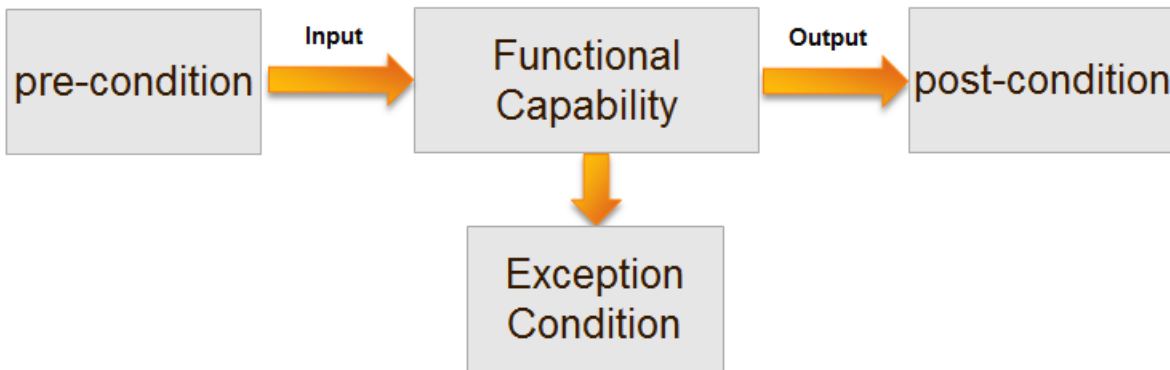 Input
Output
pre-condition
Functional
Capability
post-condition
Exception
Condition